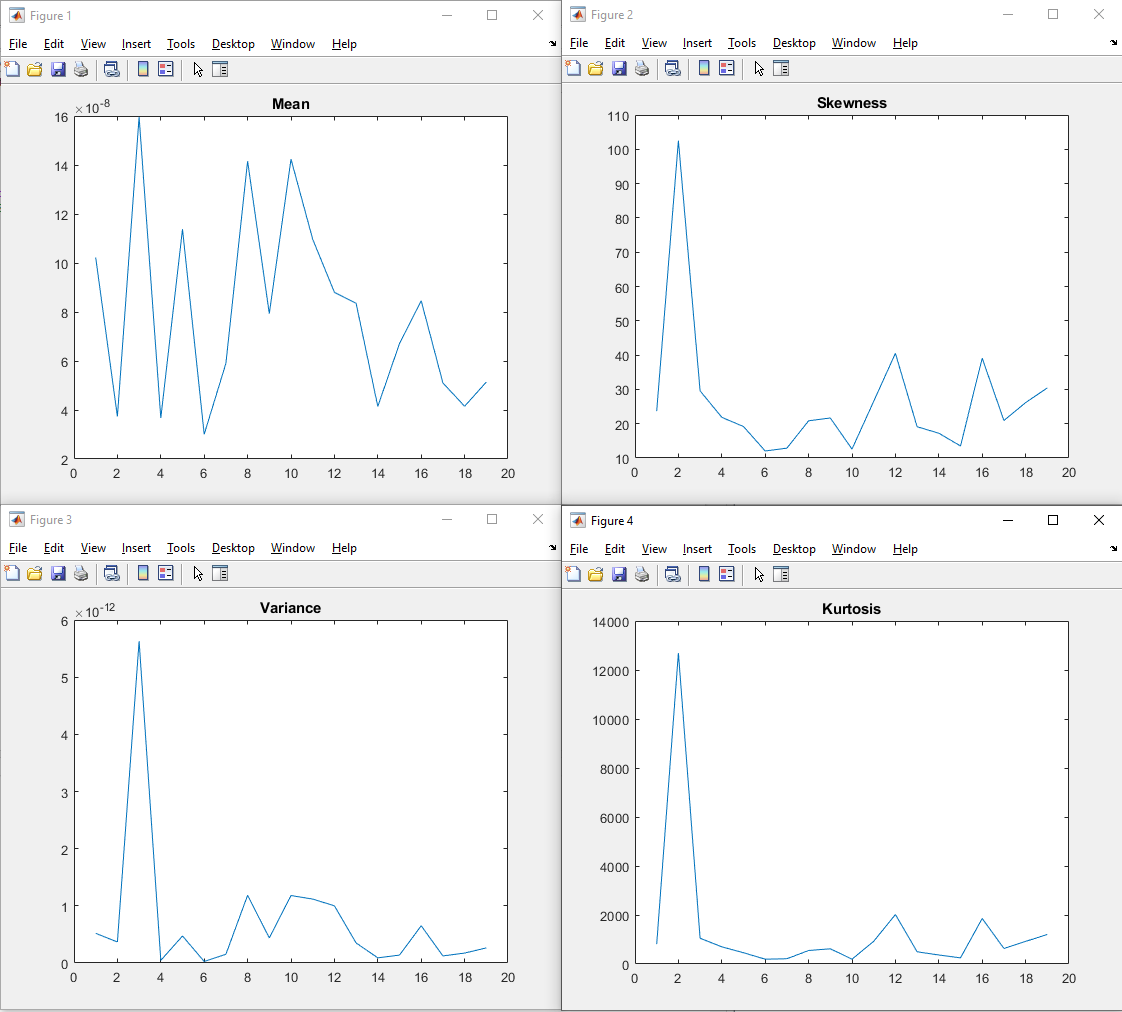 Figure 1
File Edit View Insert Tools Desktop Window Help
×10-8
Mean
16
14
12
10
8
6
4
2
0 2 4 6 8 10 12 14 16 18 20
Figure 2
File Edit View Insert Tools Desktop Window Help
Skewness
110
100
90
80
70
60
50
40
30
20
10
0 2 4 6 8 10 12 14 16 18 20
Figure 3
File Edit View Insert Tools Desktop Window Help
×10-12
Variance
6
5
4
3
2
1
0
0 2 4 6 8 10 12 14 16 18 20
Figure 4
File Edit View Insert Tools Desktop Window Help
Kurtosis
14000
12000
10000
8000
6000
4000
2000
0
0 2 4 6 8 10 12 14 16 18 20